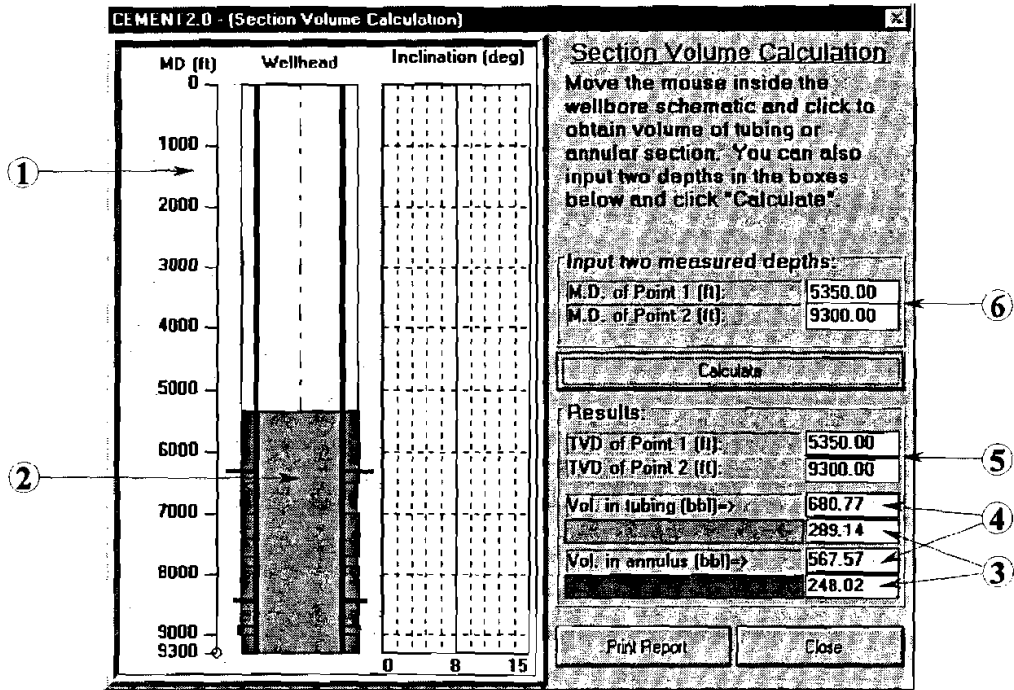 CEMENT2.0 - (Section Volume Calculation)
MD (ft)
Wellhead
Inclination (deg)
0
1000
2000
3000
4000
5000
6000
7000
8000
9000
9300
0 8 15
Section Volume Calculation
Move the mouse inside the
wellbore schematic and click to
obtain volume of tubing or
annular section. You can also
input two depths in the boxes
below and click "Calculate".
Input two measured depths:
M.D. of Point 1 (ft): 5350.00
M.D. of Point 2 (ft): 9300.00
Calculate
Results:
TVD of Point 1 (ft): 5350.00
TVD of Point 2 (ft): 9300.00
Vol. in tubing (bbl)=> 680.77
289.14
Vol. in annulus (bbl)=> 567.57
248.02
Print Report
Close
1
2
6
5
4
3